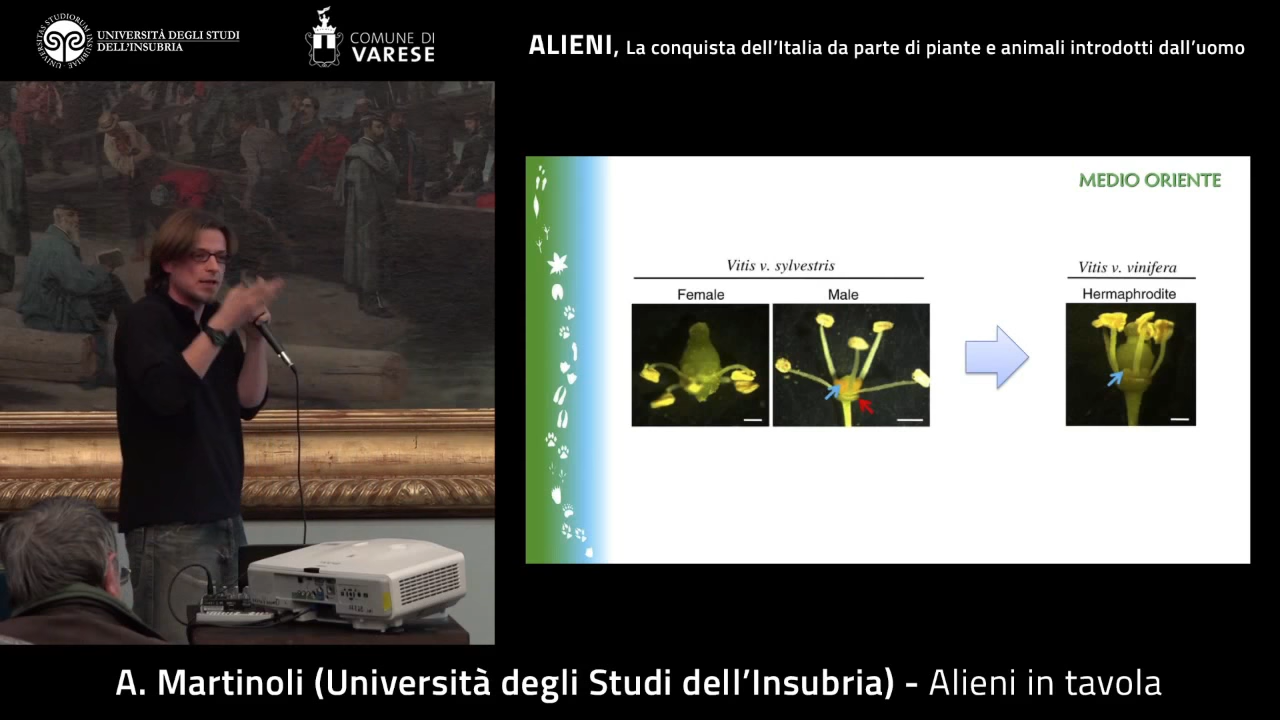 UNIVERSITÀ DEGLI STUDI
DELL'INSUBRIA
COMUNE DI
VARESE
ALIENI, La conquista dell'Italia da parte di piante e animali introdotti dall'uomo
MEDIO ORIENTE
Vitis v. sylvestris
Female
Male
Vitis v. vinifera
Hermaphrodite
A. Martinoli (Università degli Studi dell'Insubria) - Alieni in tavola